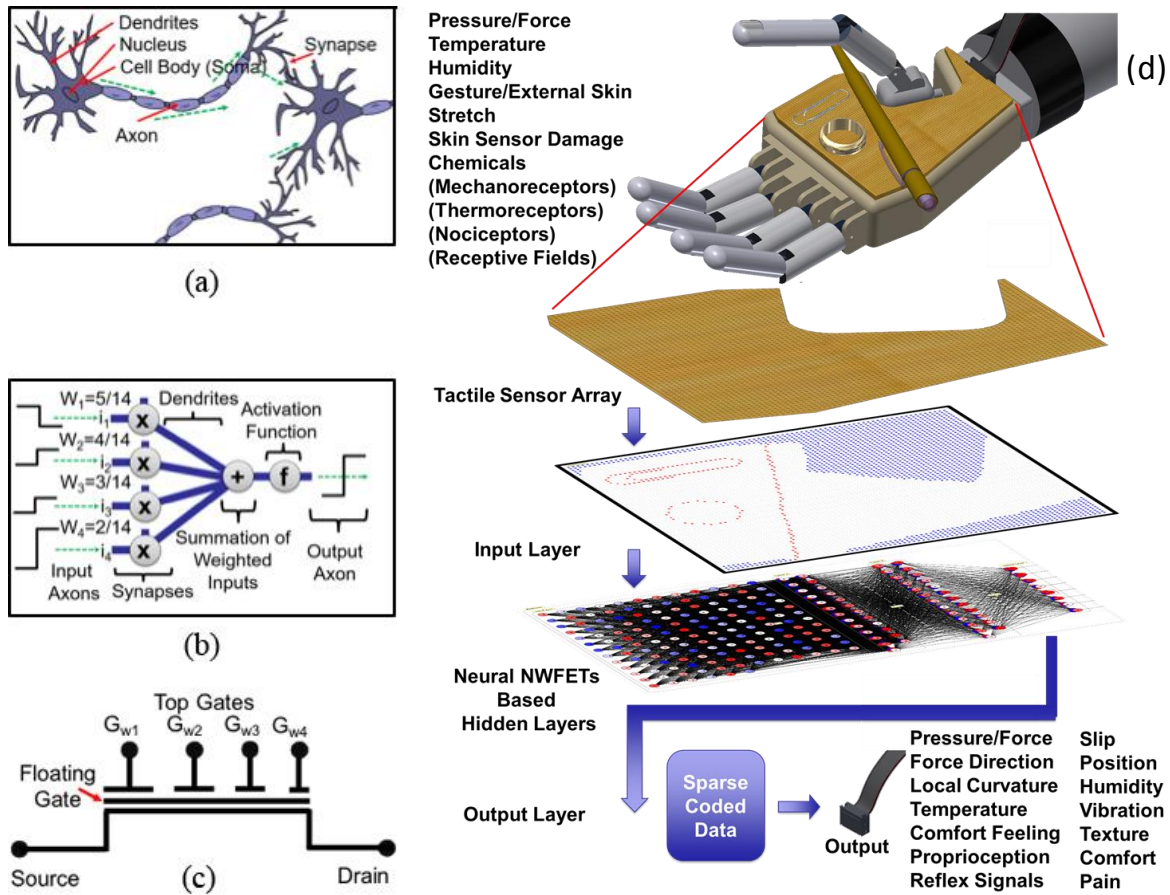 Dendrites
Nucleus
Cell Body (Soma)
Synapse
Axon
(a)
W1=5/14
i1
W2=4/14
i2
W3=3/14
i3
W4=2/14
i4
x
x
x
x
+
f
Dendrites
Activation
Function
Summation of
Weighted
Inputs
Output
Axon
Input
Axons
Synapses
(b)
Top Gates
Gw1 Gw2 Gw3 Gw4
Floating
Gate
Source
Drain
(c)
Pressure/Force
Temperature
Humidity
Gesture/External Skin
Stretch
Skin Sensor Damage
Chemicals
(Mechanoreceptors)
(Thermoreceptors)
(Nociceptors)
(Receptive Fields)
(d)
Tactile Sensor Array
Input Layer
Neural NWFETs
Based
Hidden Layers
Output Layer
Sparse
Coded
Data
Output
Pressure/Force
Force Direction
Local Curvature
Temperature
Comfort Feeling
Proprioception
Reflex Signals
Slip
Position
Humidity
Vibration
Texture
Comfort
Pain